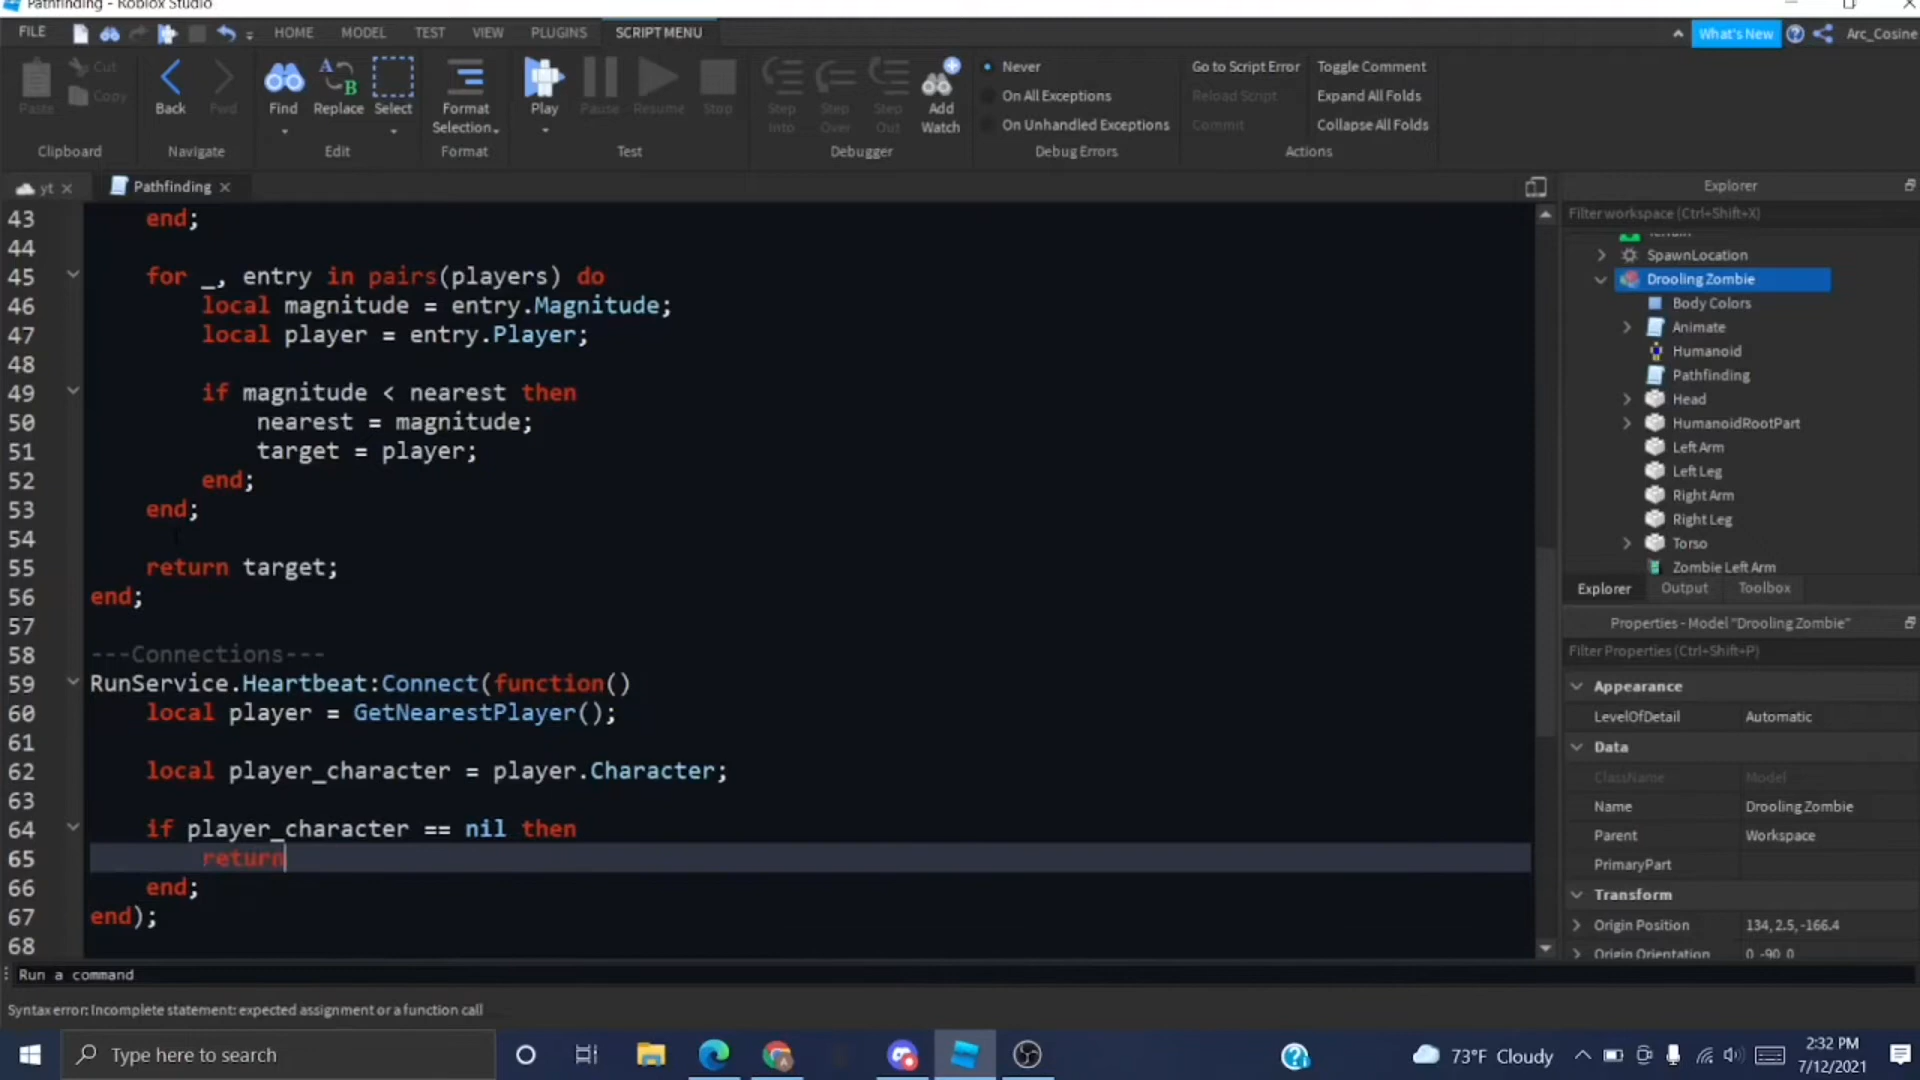 Pathfinding - Roblox Studio
FILE HOME MODEL TEST VIEW PLUGINS SCRIPT MENU What's New Arc_Cosine
Cut Never Go to Script Error Toggle Comment
Copy On All Exceptions Reload Script Expand All Folds
Paste Back Fwd Find Replace Select Format Selection Play Pause Resume Stop Step Into Step Over Step Out Add Watch On Unhandled Exceptions Commit Collapse All Folds
Clipboard Navigate Edit Format Test Debugger Debug Errors Actions
yt Pathfinding Explorer
Filter workspace (Ctrl+Shift+X)
43 end;
44
45 for _, entry in pairs(players) do
46 local magnitude = entry.Magnitude;
47 local player = entry.Player;
48
49 if magnitude < nearest then
50 nearest = magnitude;
51 target = player;
52 end;
53 end;
54
55 return target;
56 end;
57
58 ---Connections---
59 RunService.Heartbeat:Connect(function()
60 local player = GetNearestPlayer();
61
62 local player_character = player.Character;
63
64 if player_character == nil then
65 return
66 end;
67 end);
68
SpawnLocation
Drooling Zombie
Body Colors
Animate
Humanoid
Pathfinding
Head
HumanoidRootPart
Left Arm
Left Leg
Right Arm
Right Leg
Torso
Zombie Left Arm
Explorer Output Toolbox
Properties - Model "Drooling Zombie"
Filter Properties (Ctrl+Shift+P)
Appearance
LevelOfDetail Automatic
Data
ClassName Model
Name Drooling Zombie
Parent Workspace
PrimaryPart
Transform
Origin Position 134, 2.5, -166.4
Origin Orientation 0, -90, 0
Run a command
Syntax error: Incomplete statement: expected assignment or a function call
Type here to search 73°F Cloudy 2:32 PM
7/12/2021